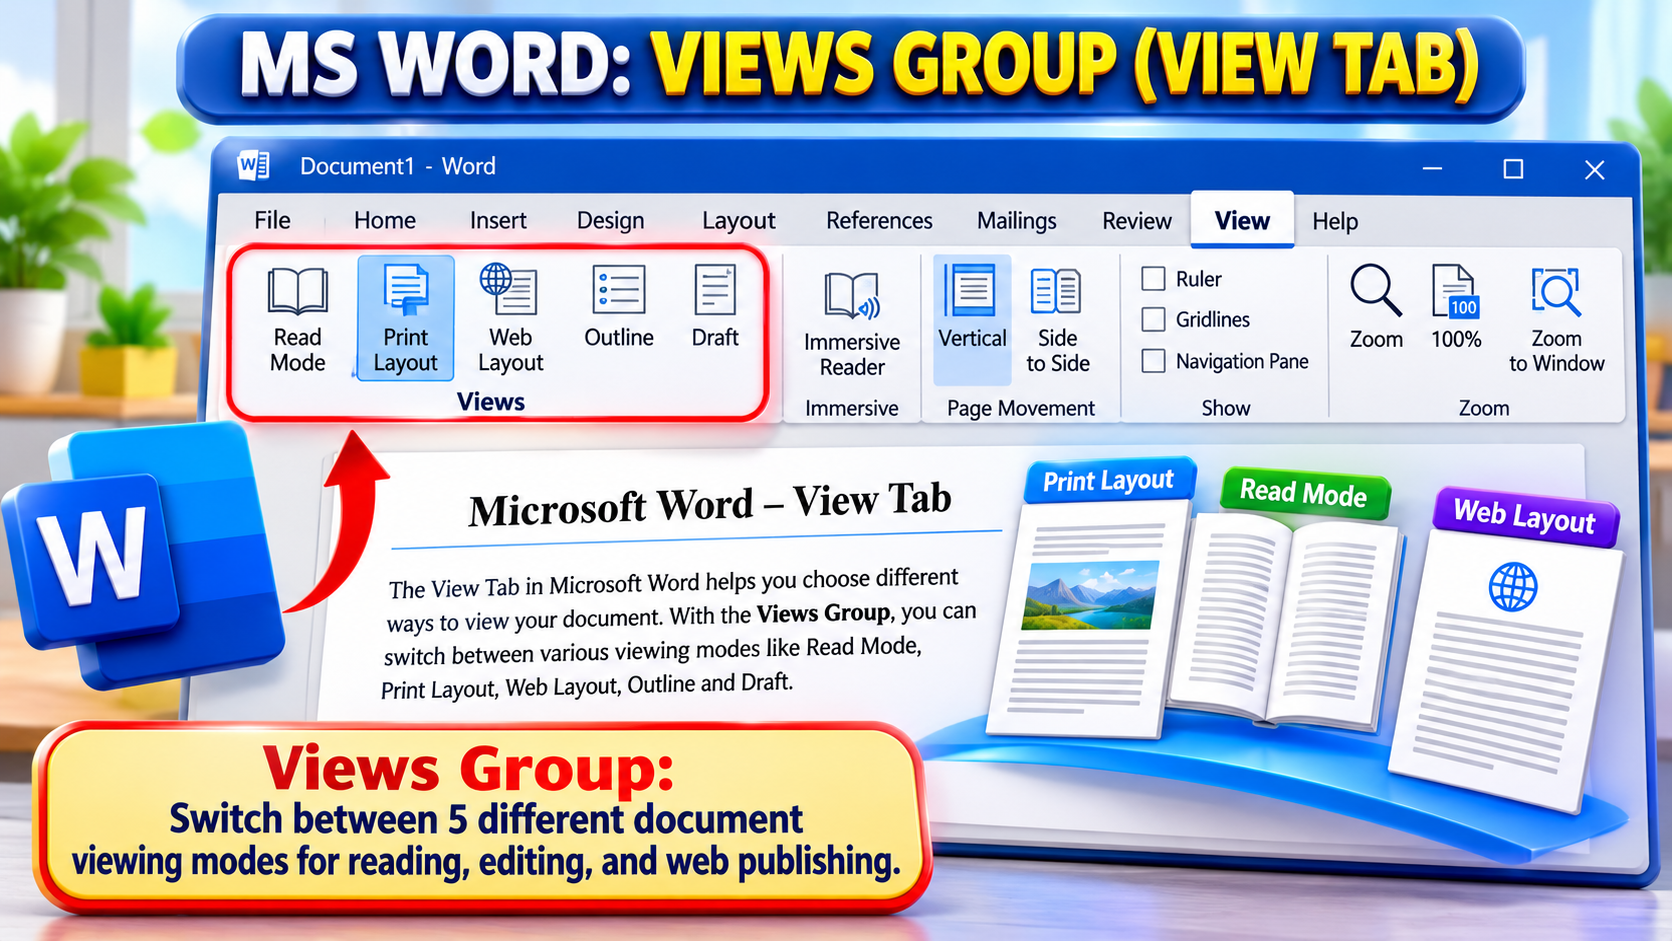 MS WORD: VIEWS GROUP (VIEW TAB)
Document1 - Word
File Home Insert Design Layout References Mailings Review View Help
Read Mode
Print Layout
Web Layout
Outline
Draft
Views
Immersive Reader
Immersive
Vertical
Side to Side
Page Movement
Ruler
Gridlines
Navigation Pane
Show
Zoom
100
100%
Zoom to Window
Zoom
W
W
Microsoft Word – View Tab
The View Tab in Microsoft Word helps you choose different
ways to view your document. With the Views Group, you can
switch between various viewing modes like Read Mode,
Print Layout, Web Layout, Outline and Draft.
Print Layout
Read Mode
Web Layout
Views Group:
Switch between 5 different document
viewing modes for reading, editing, and web publishing.